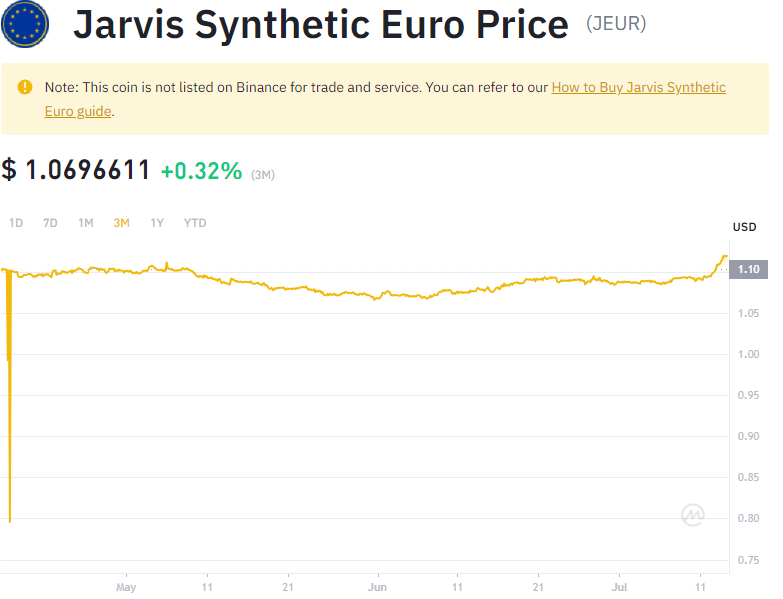 Jarvis Synthetic Euro Price (JEUR)
Note: This coin is not listed on Binance for trade and service. You can refer to our How to Buy Jarvis Synthetic
Euro guide.
$ 1.0696611 +0.32% (3M)
1D 7D 1M 3M 1Y YTD
USD
1.10
1.05
1.00
0.95
0.90
0.85
0.80
0.75
May 11 21 Jun 11 21 Jul 11